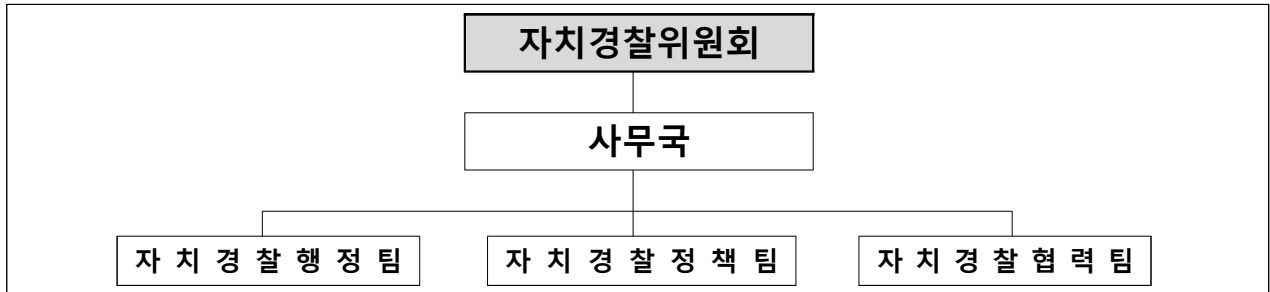 자치경찰위원회
사무국
자 치 경 찰 행 정 팀
자 치 경 찰 정 책 팀
자 치 경 찰 협 력 팀